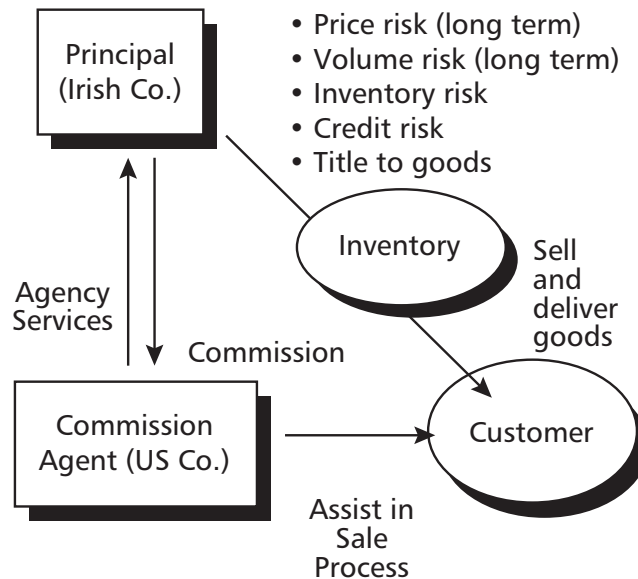 Principal
(Irish Co.)
• Price risk (long term)
• Volume risk (long term)
• Inventory risk
• Credit risk
• Title to goods
Inventory
Sell
and
deliver
goods
Agency
Services
Commission
Commission
Agent (US Co.)
Customer
Assist in
Sale
Process